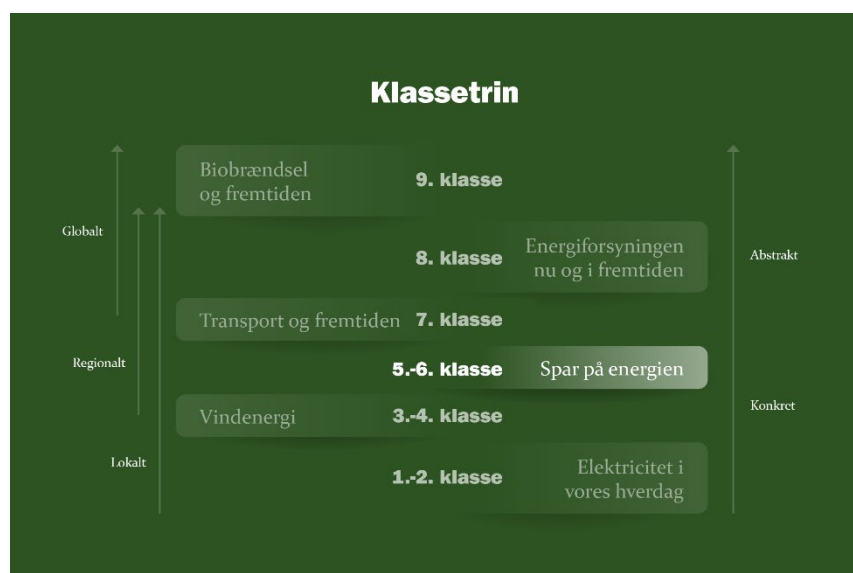 Klassetrin
Biobrændsel
og fremtiden
9. klasse
Globalt
8. klasse
Energiforsyningen
nu og i fremtiden
Abstrakt
Transport og fremtiden
7. klasse
Regionalt
5.-6. klasse
Spar på energien
Vindenergi
3.-4. klasse
Konkret
Lokalt
1.-2. klasse
Elektricitet i
vores hverdag